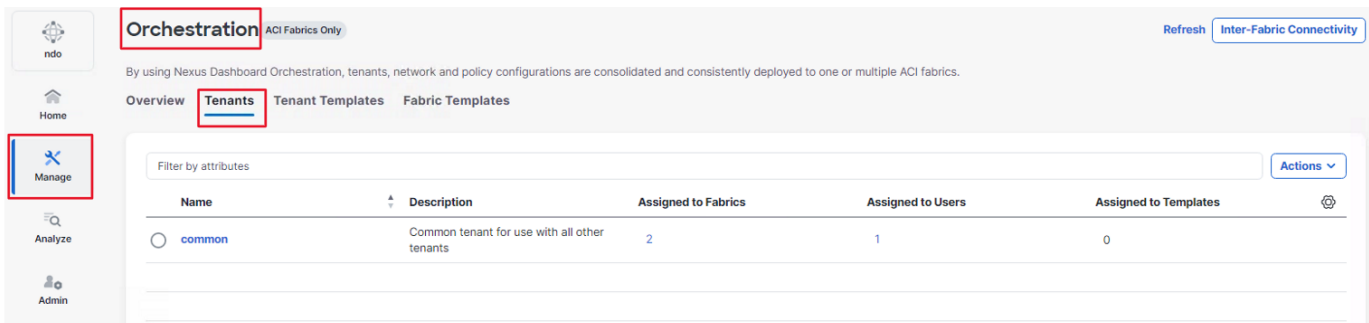 ndo
Home
Manage
Analyze
Admin
Orchestration ACI Fabrics Only
Refresh Inter-Fabric Connectivity
By using Nexus Dashboard Orchestration, tenants, network and policy configurations are consolidated and consistently deployed to one or multiple ACI fabrics.
Overview Tenants Tenant Templates Fabric Templates
Filter by attributes Actions
Name Description Assigned to Fabrics Assigned to Users Assigned to Templates
common Common tenant for use with all other 2 1 0
tenants